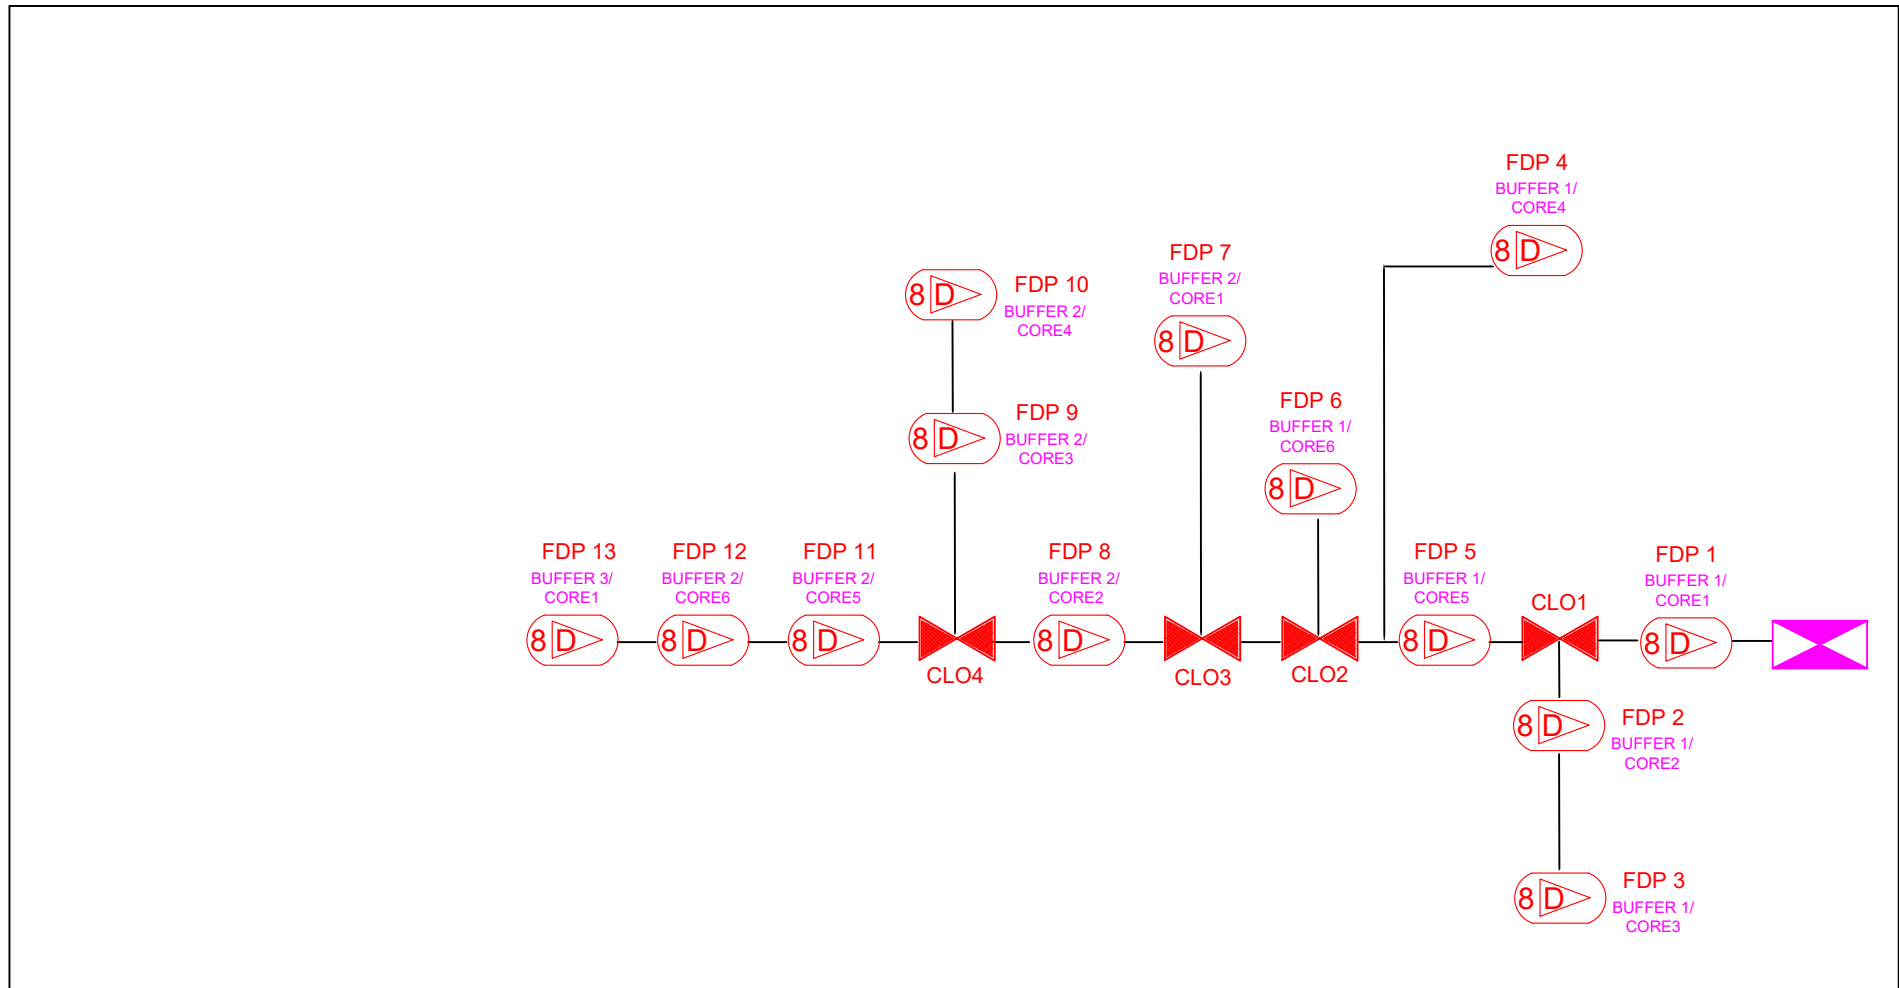 FDP 4
BUFFER 1/
CORE4
8 D
FDP 7
BUFFER 2/
CORE1
8 D
FDP 10
BUFFER 2/
CORE4
8 D
FDP 6
BUFFER 1/
CORE6
8 D
FDP 9
BUFFER 2/
CORE3
8 D
FDP 13
BUFFER 3/
CORE1
8 D
FDP 12
BUFFER 2/
CORE6
8 D
FDP 11
BUFFER 2/
CORE5
8 D
CLO4
FDP 8
BUFFER 2/
CORE2
8 D
CLO3
CLO2
FDP 5
BUFFER 1/
CORE5
8 D
CLO1
FDP 1
BUFFER 1/
CORE1
8 D
FDP 2
BUFFER 1/
CORE2
8 D
FDP 3
BUFFER 1/
CORE3
8 D